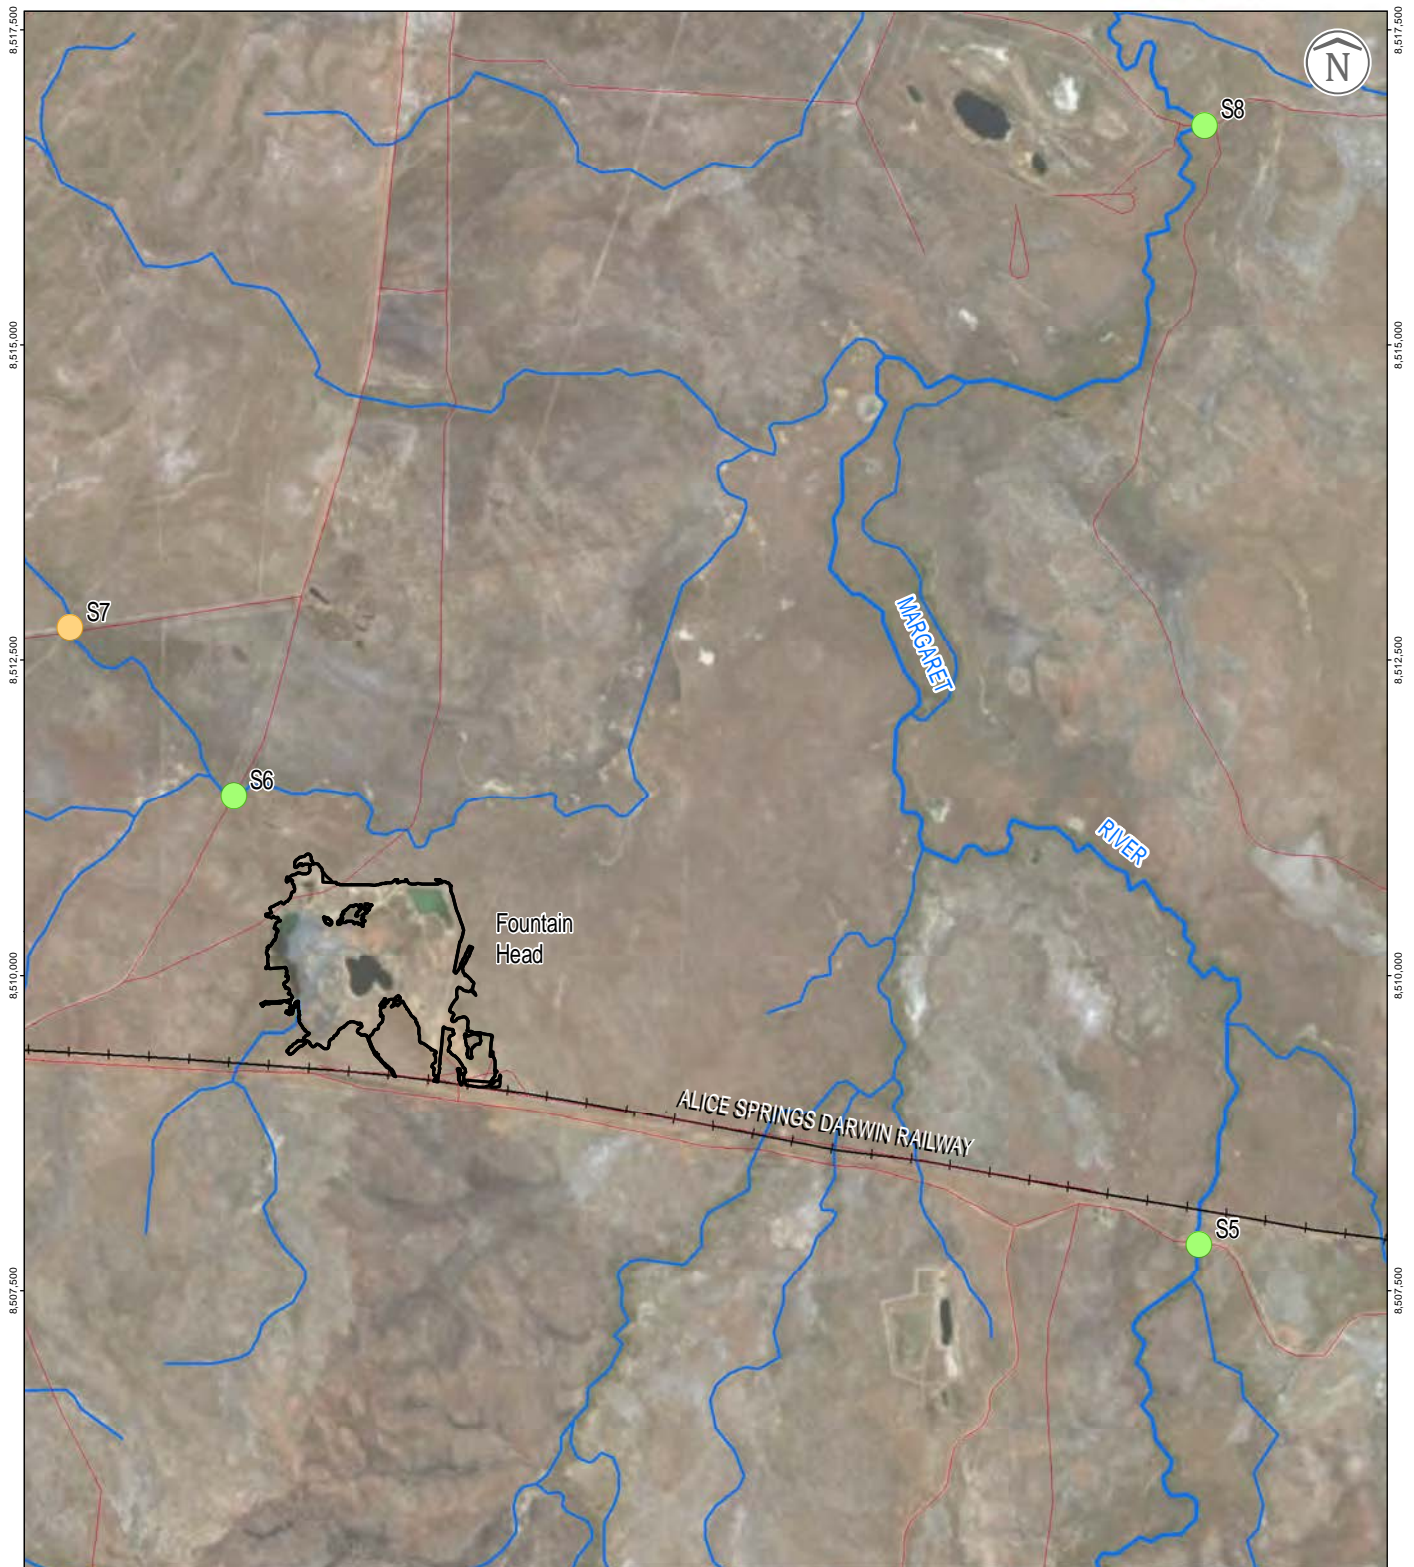 8,517,500
8,517,500
N
S8
8,515,000
8,515,000
S7
MARGARET
8,512,500
8,512,500
S6
RIVER
Fountain
Head
8,510,000
8,510,000
ALICE SPRINGS DARWIN RAILWAY
S5
8,507,500
8,507,500